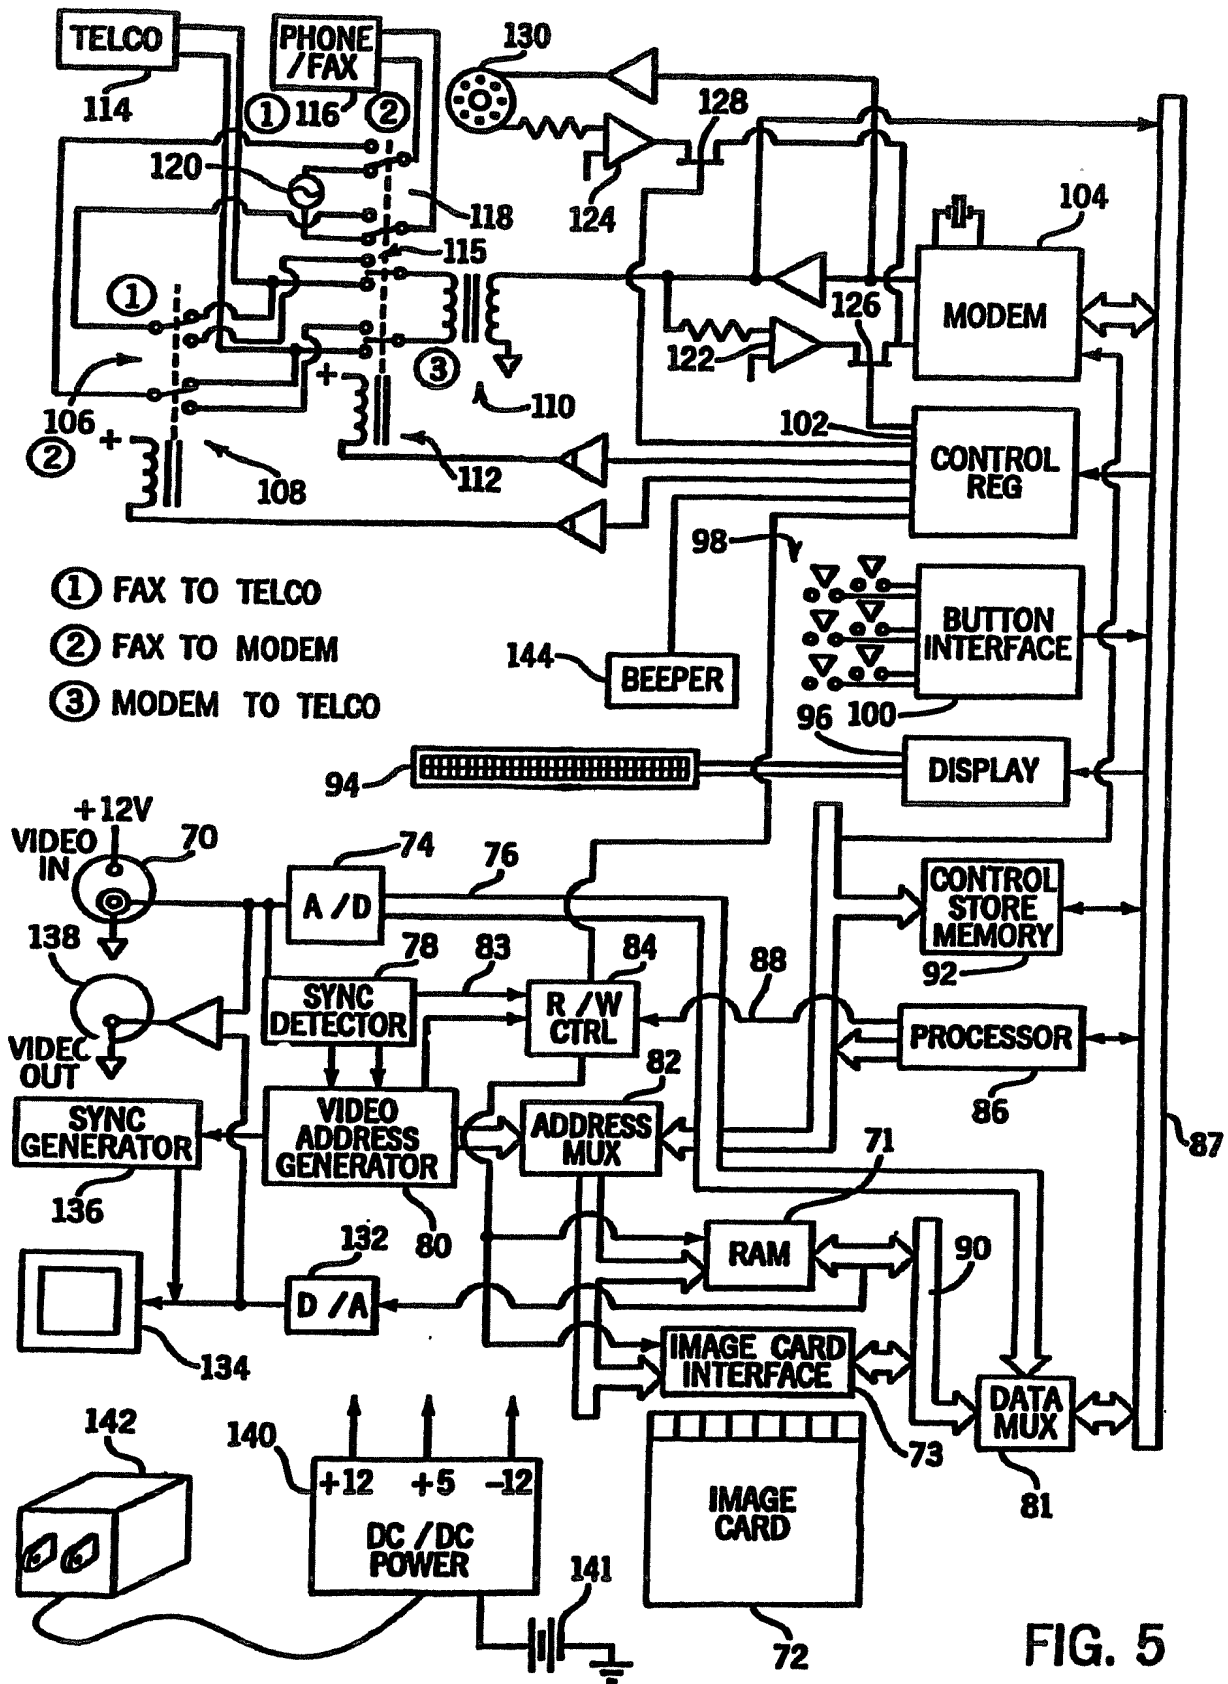 TELCO
114
PHONE
/FAX
① 116 ②
130
128
124
120
118
115
104
MODEM
126
122
①
106
②
+
108
+
③
110
112
102
CONTROL
REG
98
① FAX TO TELCO
② FAX TO MODEM
③ MODEM TO TELCO
BUTTON
INTERFACE
100
144
BEEPER
96
94
DISPLAY
+12V
VIDEO
IN
70
74
A/D
76
CONTROL
STORE
MEMORY
92
138
VIDEO
OUT
78
SYNC
DETECTOR
83
84
R/W
CTRL
88
PROCESSOR
86
82
ADDRESS
MUX
SYNC
GENERATOR
136
VIDEO
ADDRESS
GENERATOR
80
87
71
RAM
90
132
D/A
134
IMAGE CARD
INTERFACE
73
DATA
MUX
81
142
140
+12 +5 -12
DC/DC
POWER
141
IMAGE
CARD
72
FIG. 5